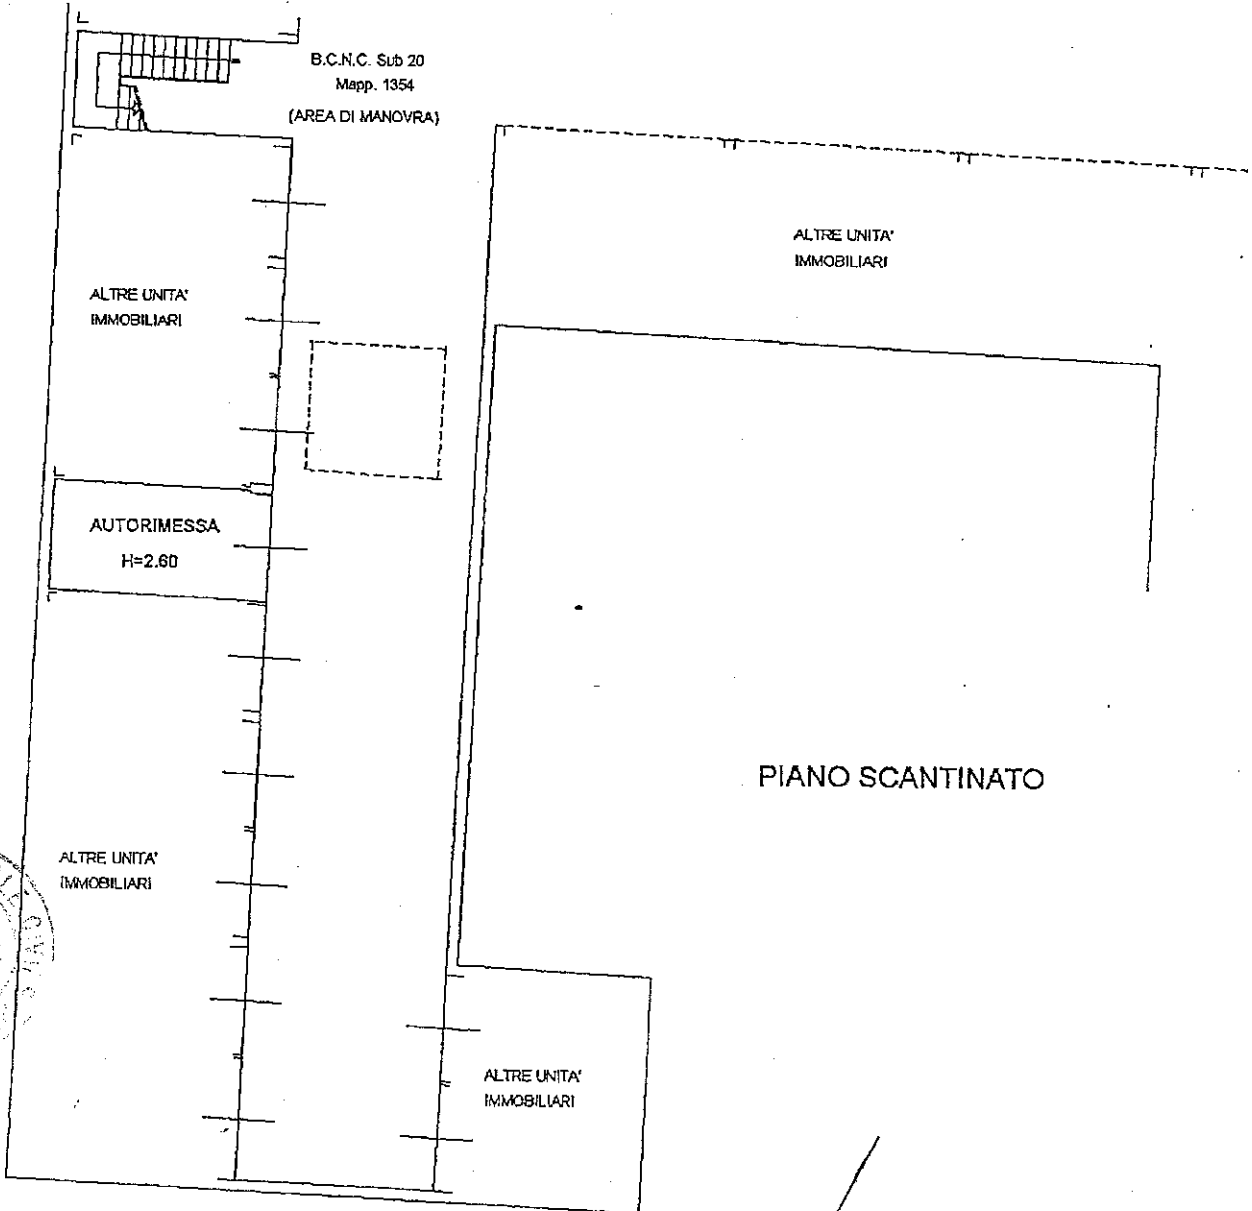 B.C.N.C. Sub 20
Mapp. 1354
(AREA DI MANOVRA)
ALTRE UNITA'
IMMOBILIARI
ALTRE UNITA'
IMMOBILIARI
AUTORIMESSA
H=2.60
PIANO SCANTINATO
ALTRE UNITA'
IMMOBILIARI
ALTRE UNITA'
IMMOBILIARI